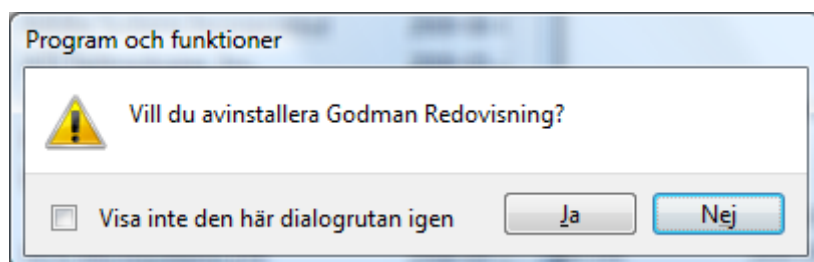 Program och funktioner
Vill du avinstallera Godman Redovisning?
Visa inte den här dialogrutan igen
Ja
Nej